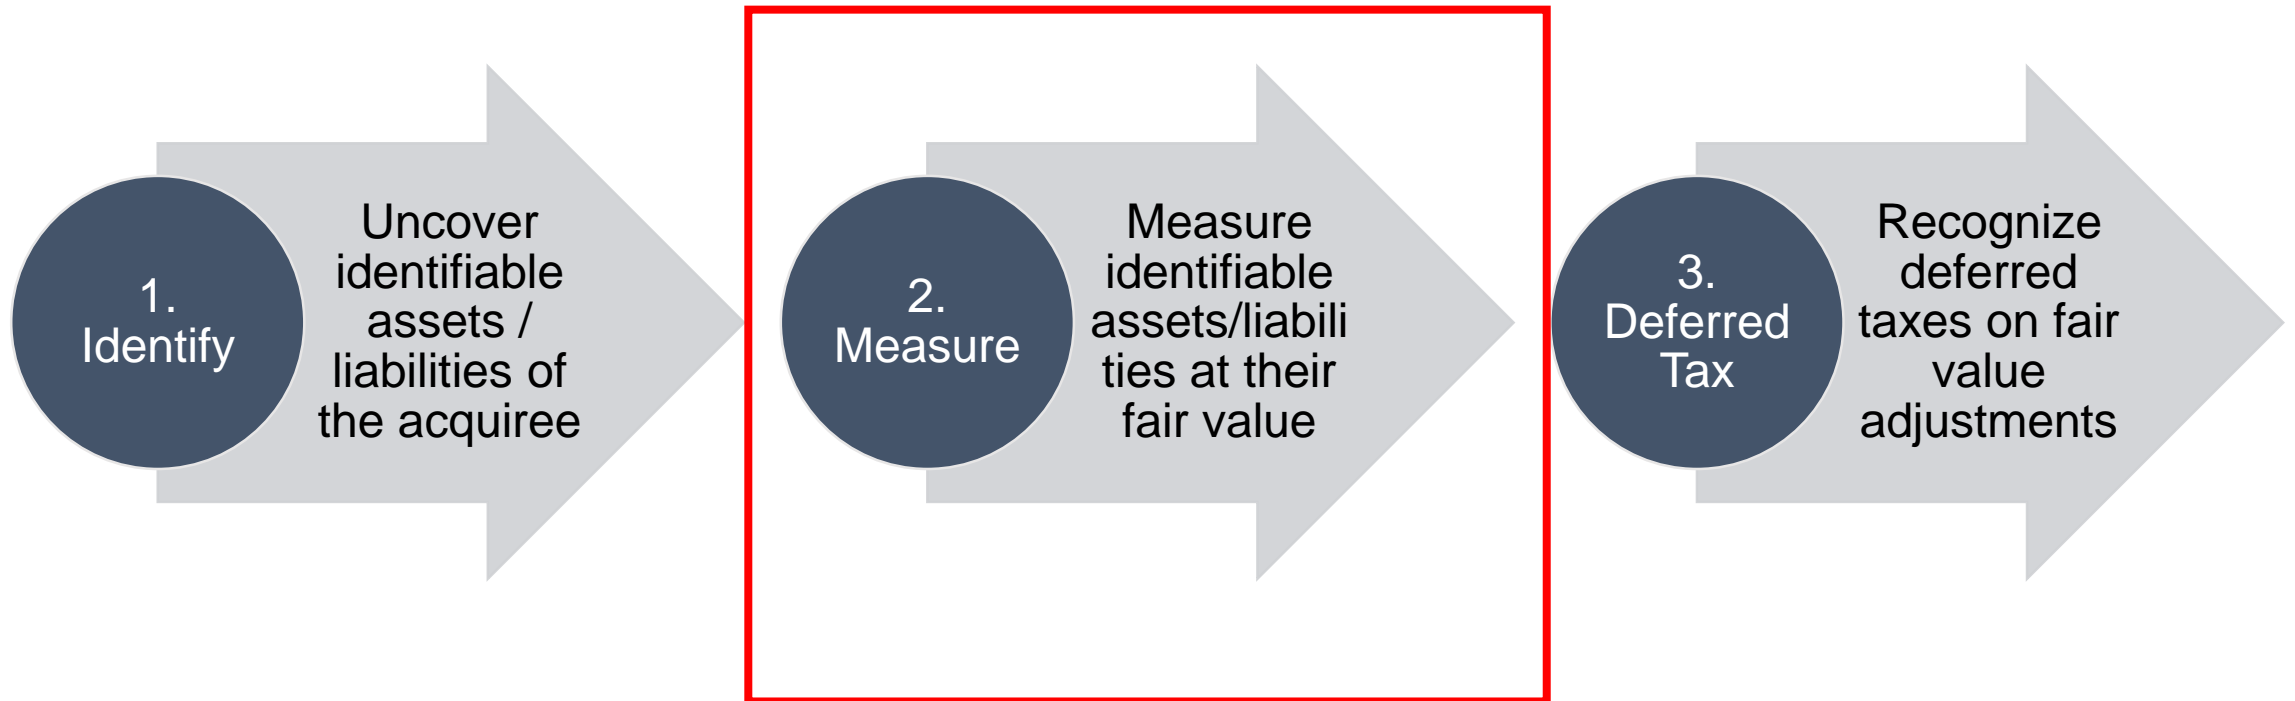 1.
Identify
Uncover
identifiable
assets /
liabilities of
the acquiree
2.
Measure
Measure
identifiable
assets/liabili
ties at their
fair value
3.
Deferred
Tax
Recognize
deferred
taxes on fair
value
adjustments